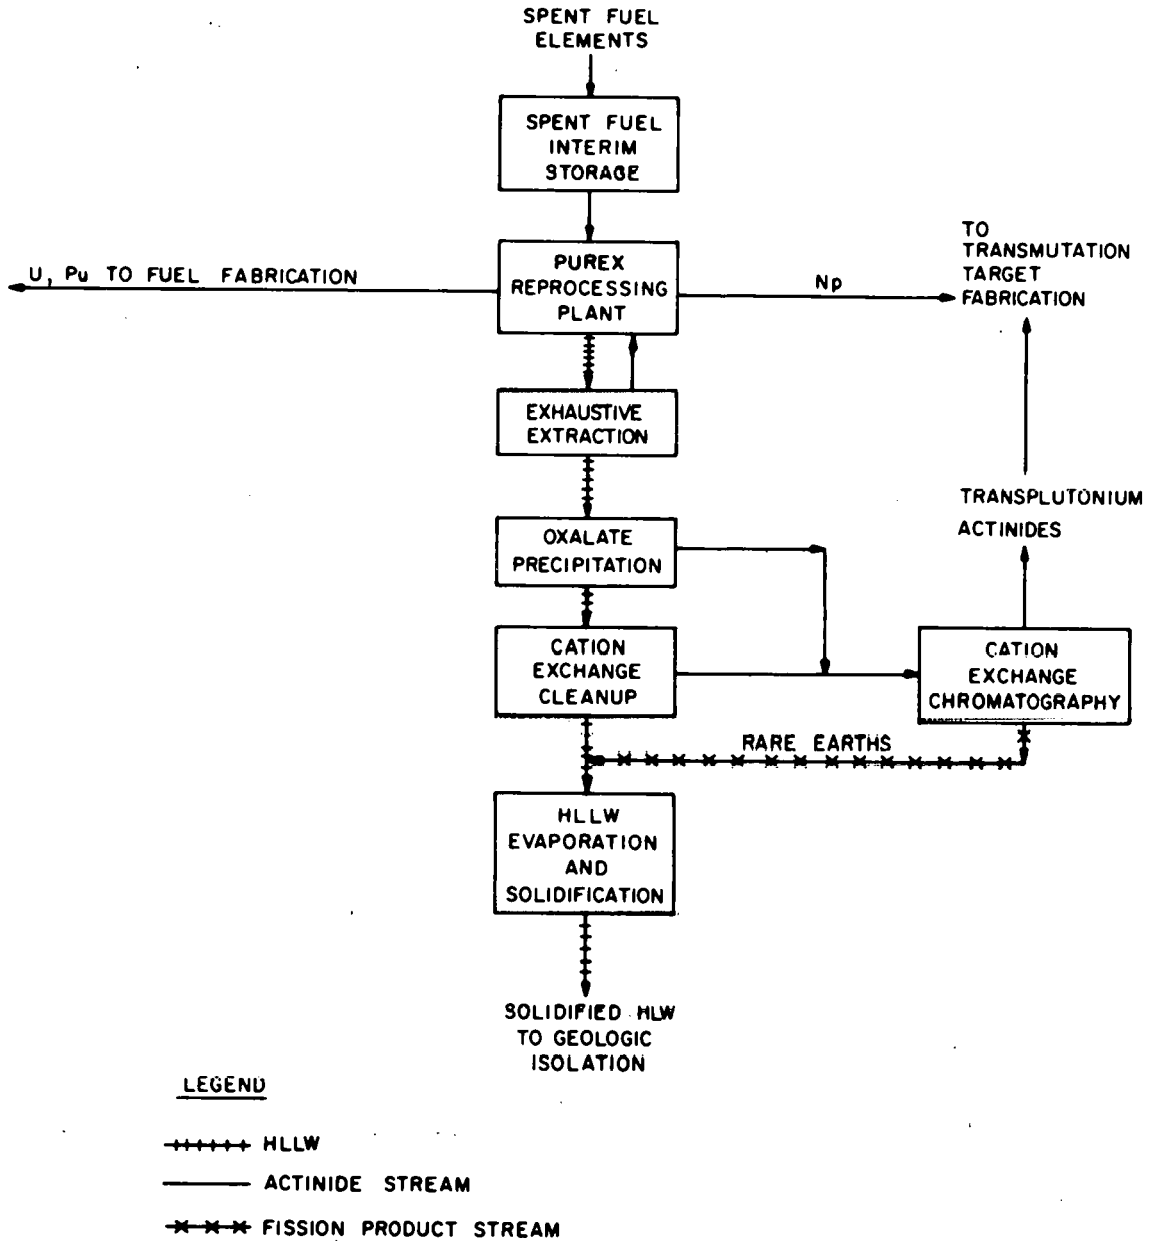 SPENT FUEL
ELEMENTS
SPENT FUEL
INTERIM
STORAGE
U, Pu TO FUEL FABRICATION
PUREX
REPROCESSING
PLANT
Np
TO
TRANSMUTATION
TARGET
FABRICATION
EXHAUSTIVE
EXTRACTION
TRANSPLUTONIUM
ACTINIDES
OXALATE
PRECIPITATION
CATION
EXCHANGE
CLEANUP
CATION
EXCHANGE
CHROMATOGRAPHY
RARE EARTHS
HLLW
EVAPORATION
AND
SOLIDIFICATION
SOLIDIFIED HLW
TO GEOLOGIC
ISOLATION
LEGEND
HLLW
ACTINIDE STREAM
FISSION PRODUCT STREAM